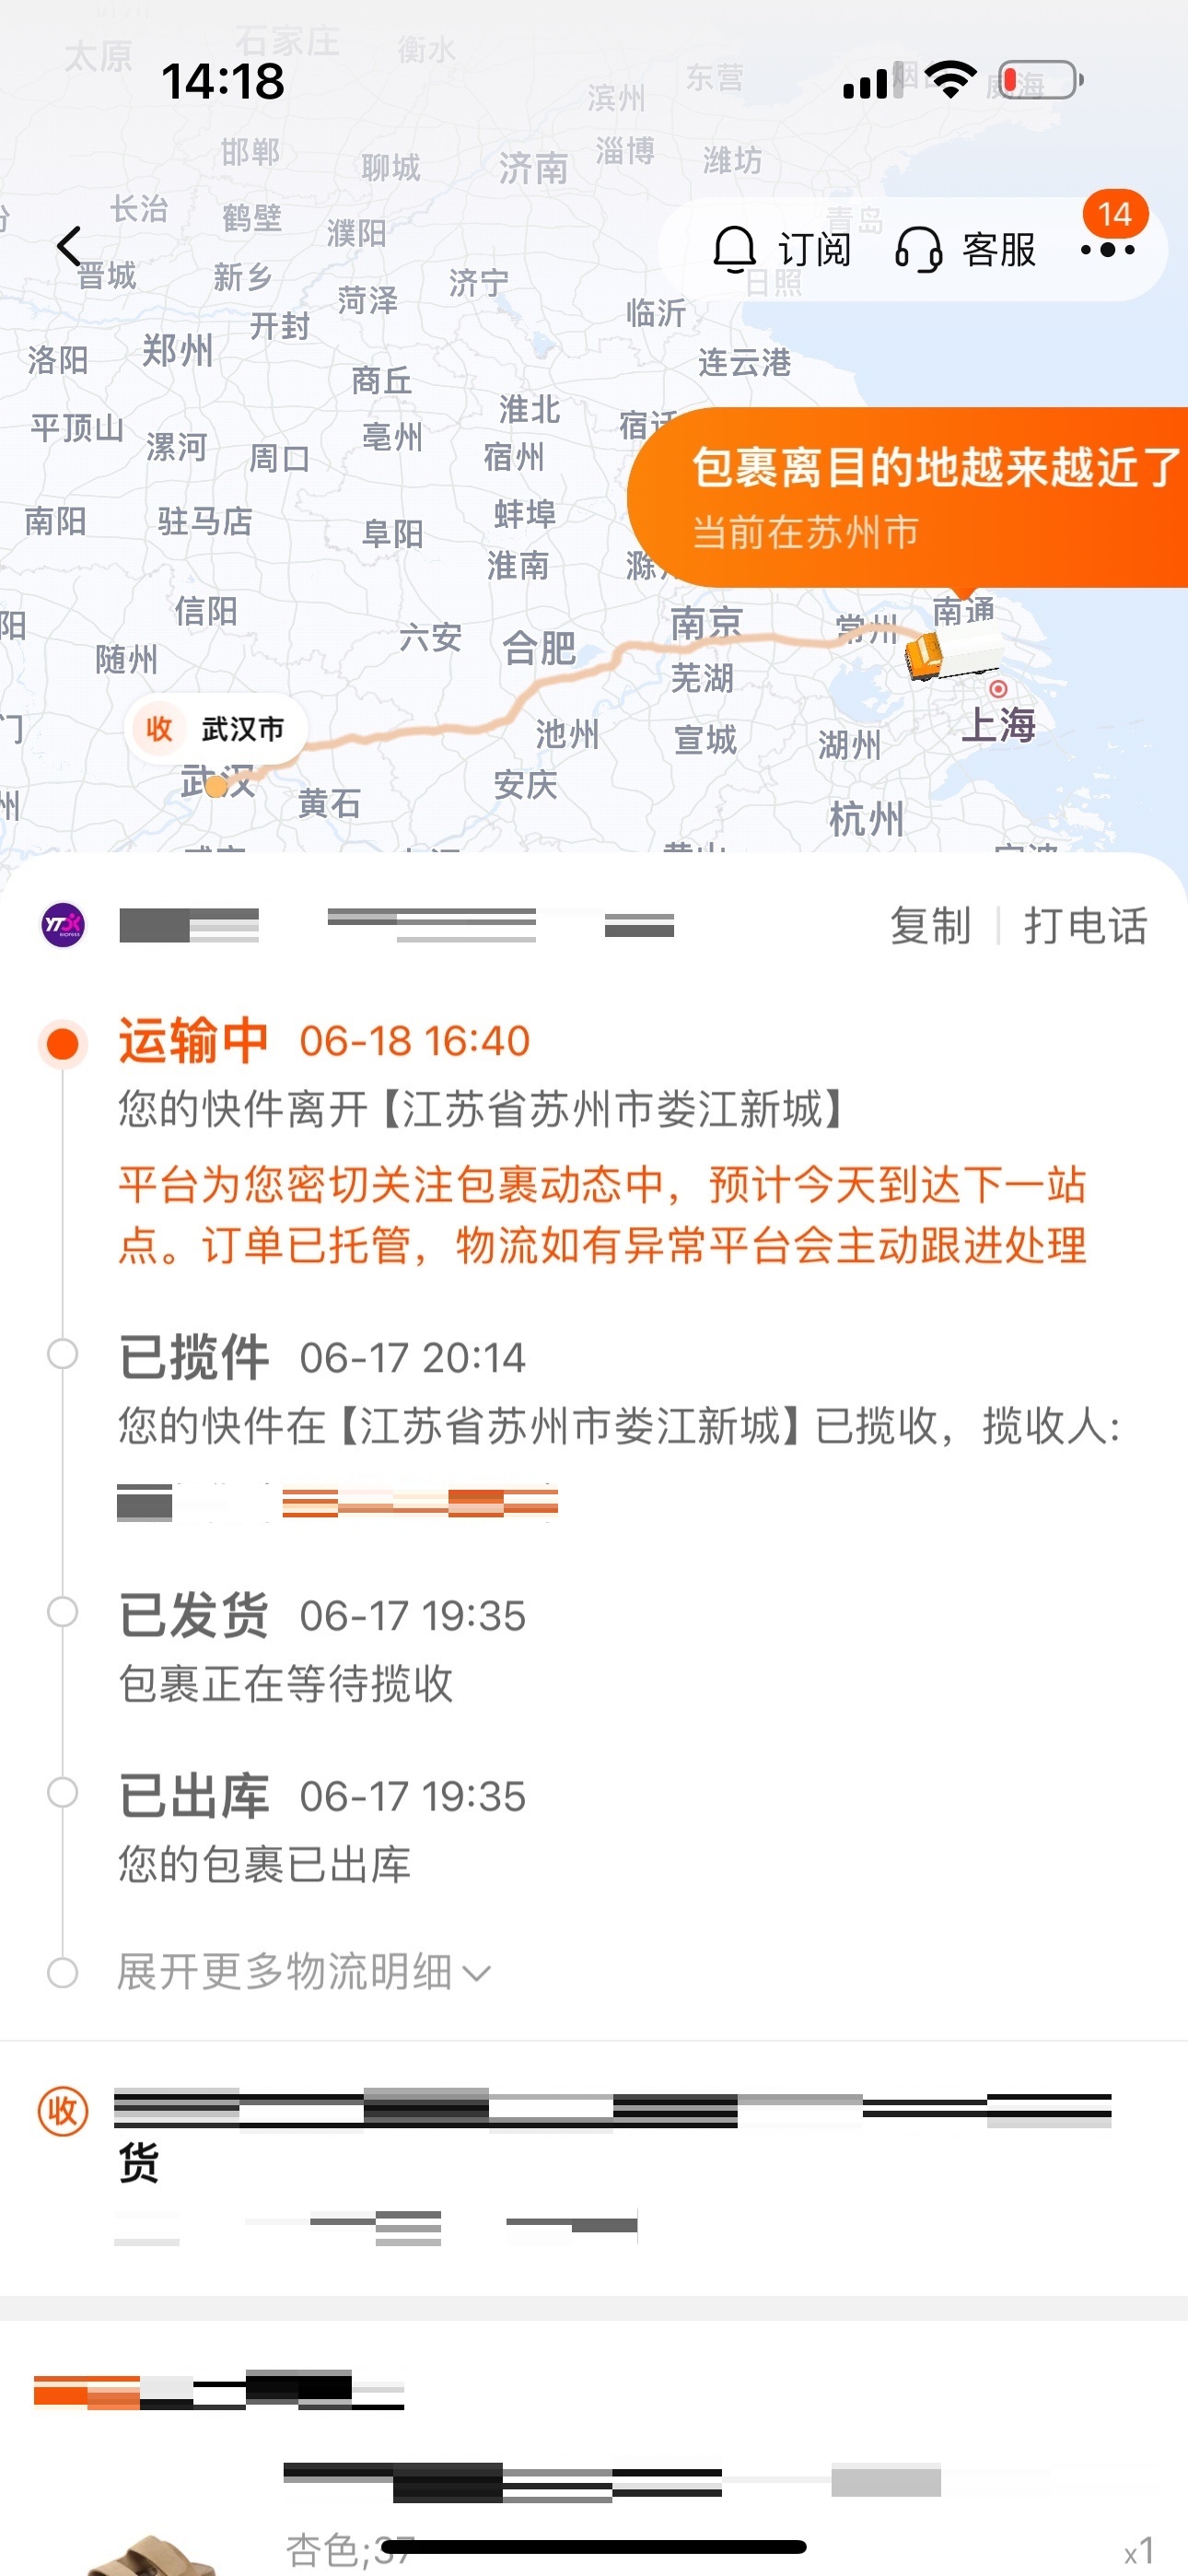 太原
石家庄
衡水
14:18
滨州
东营
威海
邯郸
聊城
济南
淄博
潍坊
长治
鹤壁
濮阳
青岛
14
订阅
客服
晋城
新乡
菏泽
济宁
日照
开封
临沂
洛阳
郑州
连云港
商丘
淮北
平顶山
漯河
周口
亳州
宿州
包裹离目的地越来越近了
当前在苏州市
南阳
驻马店
阜阳
蚌埠
淮南
信阳
六安
合肥
南京
常州
南通
随州
芜湖
收 武汉市
池州
宣城
湖州
上海
武汉
黄石
安庆
杭州
YTO
复制 | 打电话
运输中 06-18 16:40
您的快件离开【江苏省苏州市娄江新城】
平台为您密切关注包裹动态中，预计今天到达下一站
点。订单已托管，物流如有异常平台会主动跟进处理
已揽件 06-17 20:14
您的快件在【江苏省苏州市娄江新城】已揽收，揽收人:
已发货 06-17 19:35
包裹正在等待揽收
已出库 06-17 19:35
您的包裹已出库
展开更多物流明细
收
货
杏色;37
x1